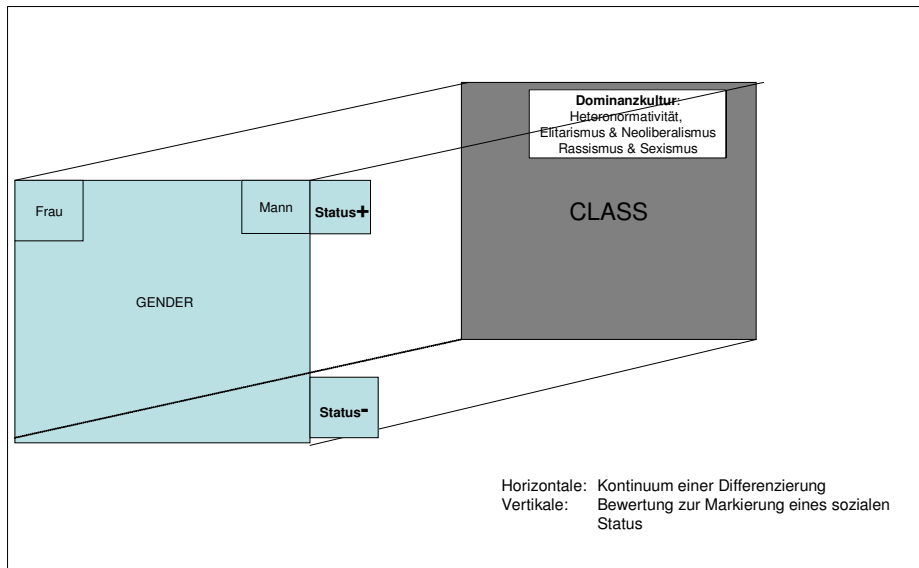 Dominanzkultur:
Heteronormativität,
Elitarismus & Neoliberalismus
Rassismus & Sexismus
CLASS
Frau
Mann
Status+
GENDER
Status-
Horizontale: Kontinuum einer Differenzierung
Vertikale: Bewertung zur Markierung eines sozialen
Status